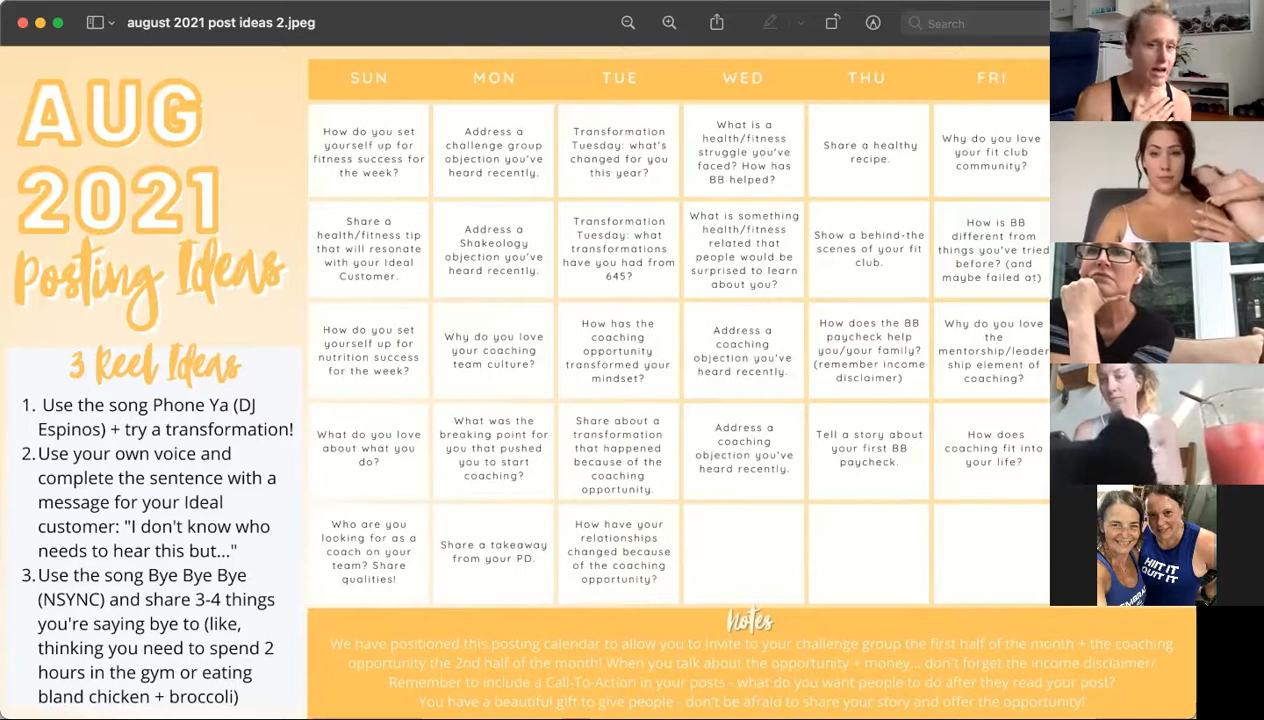 august 2021 post ideas 2.jpeg
Search
AUG
2021
Posting Ideas
3 Reel Ideas
1. Use the song Phone Ya (DJ
Espinos) + try a transformation!
2. Use your own voice and
complete the sentence with a
message for your Ideal
customer: "I don't know who
needs to hear this but..."
3. Use the song Bye Bye Bye
(NSYNC) and share 3-4 things
you're saying bye to (like,
thinking you need to spend 2
hours in the gym or eating
bland chicken + broccoli)
SUN
MON
TUE
WED
THU
FRI
How do you set
yourself up for
fitness success for
the week?
Address a
challenge group
objection you've
heard recently.
Transformation
Tuesday: what's
changed for you
this year?
What is a
health/fitness
struggle you've
faced? How has
BB helped?
Share a healthy
recipe.
Why do you love
your fit club
community?
Share a
health/fitness tip
that will resonate
with your Ideal
Customer.
Address a
Shakeology
objection you've
heard recently.
Transformation
Tuesday: what
transformations
have you had from
645?
What is something
health/fitness
related that
people would be
surprised to learn
about you?
Show a behind-the
scenes of your fit
club.
How is BB
different from
things you've tried
before? (and
maybe failed at)
How do you set
yourself up for
nutrition success
for the week?
Why do you love
your coaching
team culture?
How has the
coaching
opportunity
transformed your
mindset?
Address a
coaching
objection you've
heard recently.
How does the BB
paycheck help
you/your family?
(remember income
disclaimer)
Why do you love
the
mentorship/leader
ship element of
coaching?
What do you love
about what you
do?
What was the
breaking point for
you that pushed
you to start
coaching?
Share about a
transformation
that happened
because of the
coaching
opportunity.
Address a
coaching
objection you've
heard recently.
Tell a story about
your first BB
paycheck.
How does
coaching fit into
your life?
Who are you
looking for as a
coach on your
team? Share
qualities!
Share a takeaway
from your PD.
How have your
relationships
changed because
of the coaching
opportunity?
Notes
We have positioned this posting calendar to allow you to invite to your challenge group the first half of the month + the coaching
opportunity the 2nd half of the month! When you talk about the opportunity + money... don't forget the income disclaimer/
Remember to include a Call-To-Action in your posts - what do you want people to do after they read your post?
You have a beautiful gift to give people - don't be afraid to share your story and offer the opportunity!
HIIT IT
QUIT IT